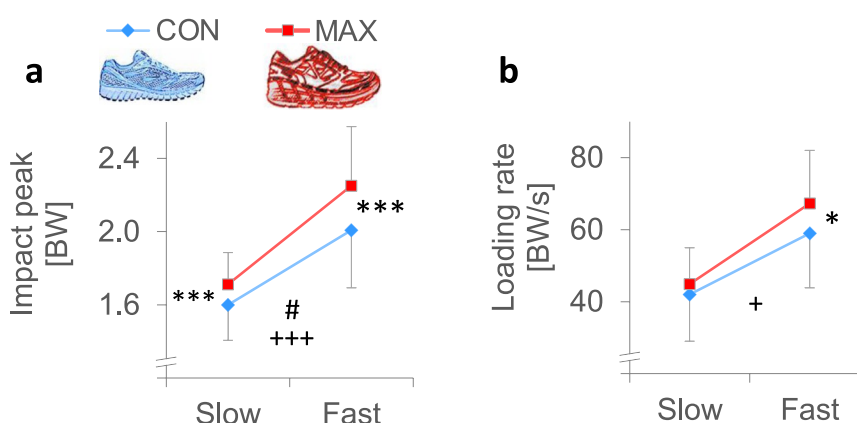 CON MAX
a
Impact peak
[BW]
2.4
2.0
1.6
***
***
#
+++
Slow Fast
b
Loading rate
[BW/s]
80
60
40
*
+
Slow Fast